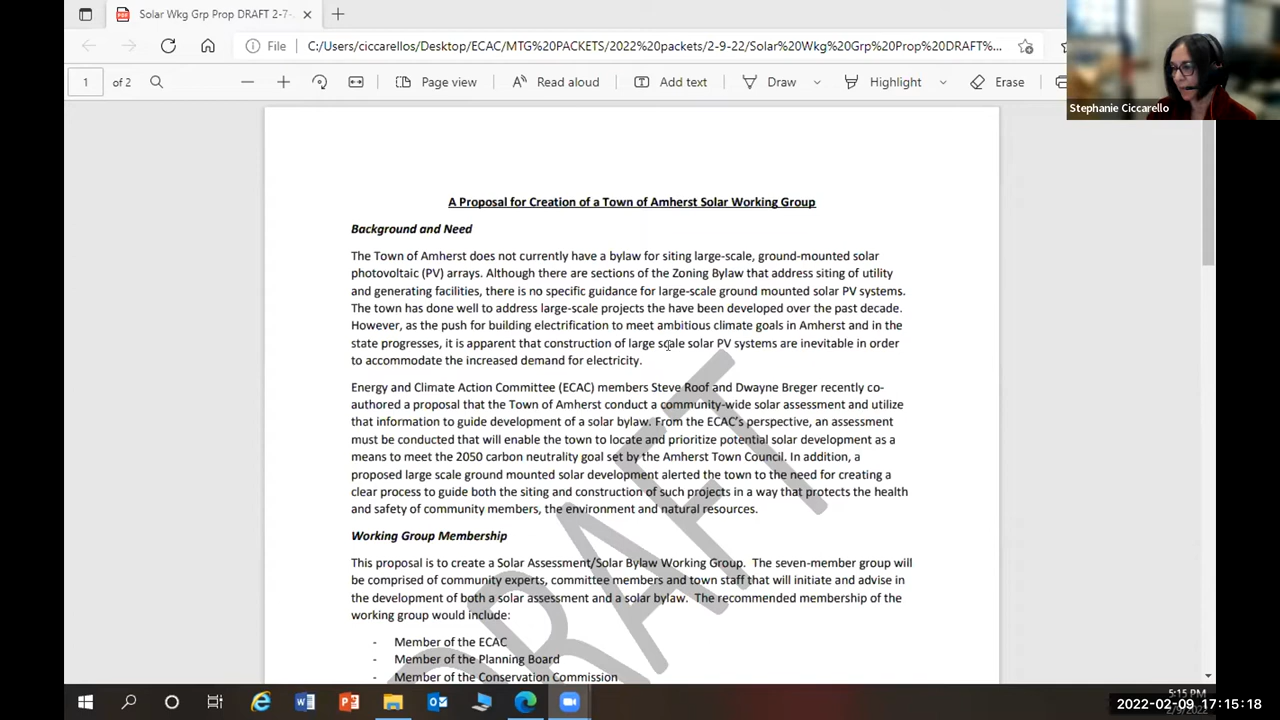 Solar Wkg Grp Prop DRAFT 2-7-
File
C:/Users/ciccarellos/Desktop/ECAC/MTG%20PACKETS/2022%20packets/2-9-22/Solar%20Wkg%20Grp%20Prop%20DRAFT%...
1 of 2
Page view
Read aloud
Add text
Draw
Highlight
Erase
Stephanie Ciccarello
A Proposal for Creation of a Town of Amherst Solar Working Group
Background and Need
The Town of Amherst does not currently have a bylaw for siting large-scale, ground-mounted solar
photovoltaic (PV) arrays. Although there are sections of the Zoning Bylaw that address siting of utility
and generating facilities, there is no specific guidance for large-scale ground mounted solar PV systems.
The town has done well to address large-scale projects the have been developed over the past decade.
However, as the push for building electrification to meet ambitious climate goals in Amherst and in the
state progresses, it is apparent that construction of large scale solar PV systems are inevitable in order
to accommodate the increased demand for electricity.
Energy and Climate Action Committee (ECAC) members Steve Roof and Dwayne Breger recently co-
authored a proposal that the Town of Amherst conduct a community-wide solar assessment and utilize
that information to guide development of a solar bylaw. From the ECAC's perspective, an assessment
must be conducted that will enable the town to locate and prioritize potential solar development as a
means to meet the 2050 carbon neutrality goal set by the Amherst Town Council. In addition, a
proposed large scale ground mounted solar development alerted the town to the need for creating a
clear process to guide both the siting and construction of such projects in a way that protects the health
and safety of community members, the environment and natural resources.
Working Group Membership
This proposal is to create a Solar Assessment/Solar Bylaw Working Group. The seven-member group will
be comprised of community experts, committee members and town staff that will initiate and advise in
the development of both a solar assessment and a solar bylaw. The recommended membership of the
working group would include:
- Member of the ECAC
- Member of the Planning Board
- Member of the Conservation Commission
DRAFT
5:15 PM
2022-02-09 17:15:18